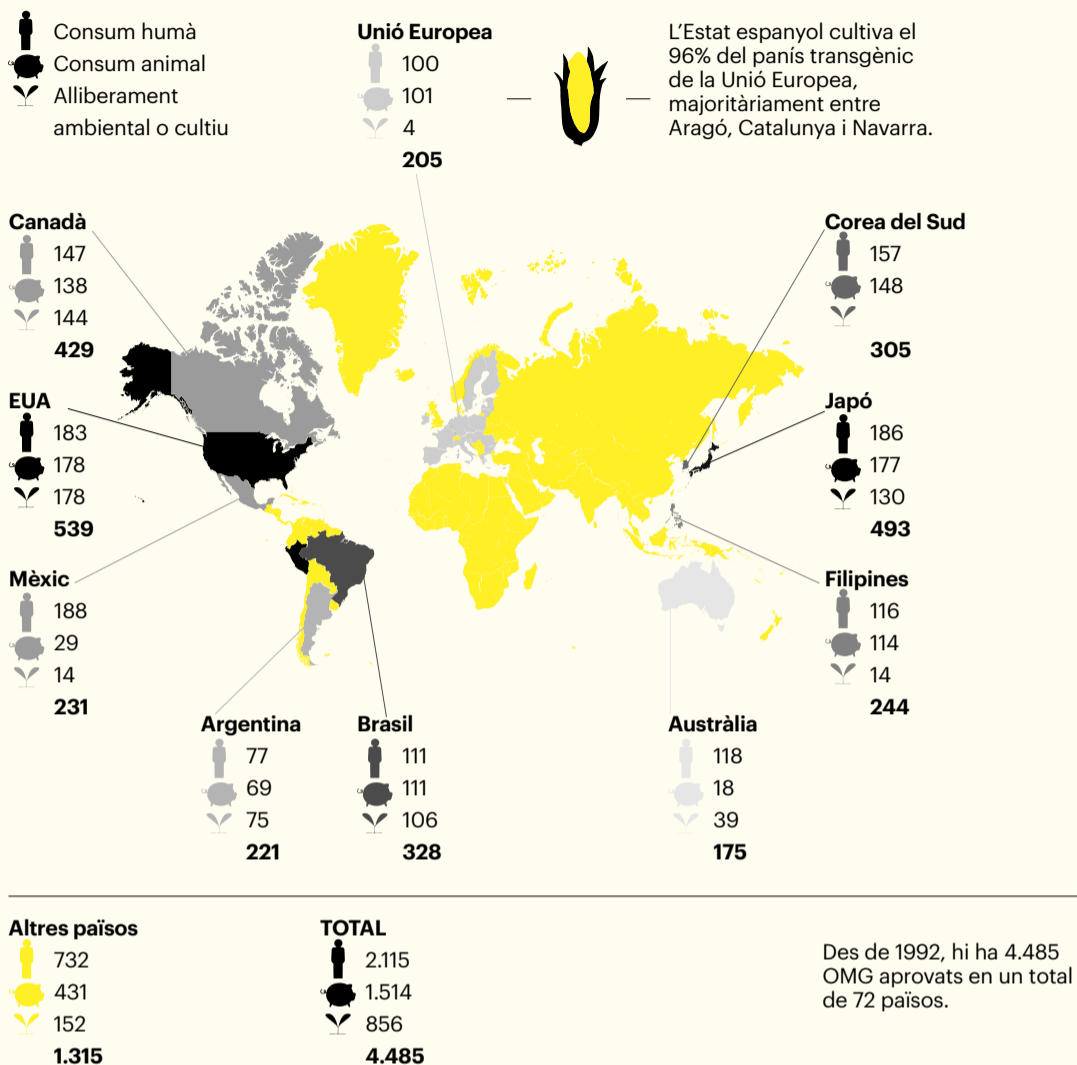 Consum humà
Consum animal
Alliberament
ambiental o cultiu
Unió Europea
100
101
4
205
L’Estat espanyol cultiva el
96% del panís transgènic
de la Unió Europea,
majoritàriament entre
Aragó, Catalunya i Navarra.
Canadà
147
138
144
429
EUA
183
178
178
539
Mèxic
188
29
14
231
Corea del Sud
157
148
305
Japó
186
177
130
493
Filipines
116
114
14
244
Argentina
77
69
75
221
Brasil
111
111
106
328
Austràlia
118
18
39
175
Altres països
732
431
152
1.315
TOTAL
2.115
1.514
856
4.485
Des de 1992, hi ha 4.485
OMG aprovats en un total
de 72 països.